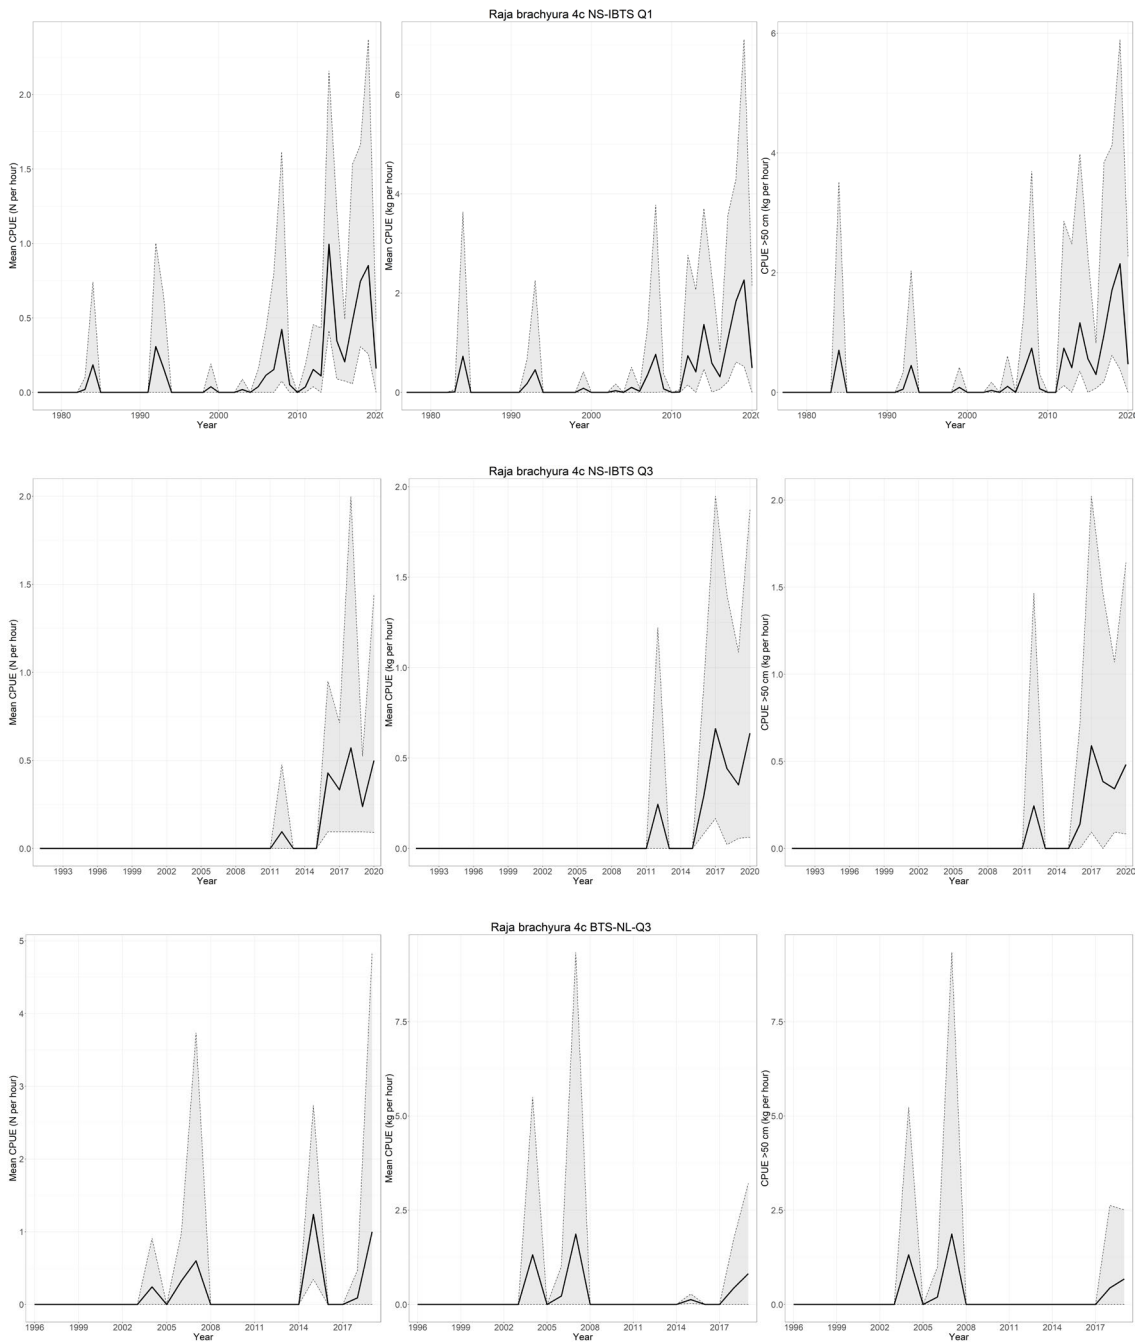 Raja brachyura 4c NS-IBTS Q1
Mean CPUE (N per hour)
2.0
1.5
1.0
0.5
0.0
1980 1990 2000 2010 2020
Year
Mean CPUE (kg per hour)
6
4
2
0
1980 1990 2000 2010 202
Year
CPUE >50 cm (kg per hour)
6
4
2
0
1980 1990 2000 2010 2020
Year
Raja brachyura 4c NS-IBTS Q3
Mean CPUE (N per hour)
2.0
1.5
1.0
0.5
0.0
1993 1996 1999 2002 2005 2008 2011 2014 2017 2020
Year
Mean CPUE (kg per hour)
2.0
1.5
1.0
0.5
0.0
1993 1996 1999 2002 2005 2008 2011 2014 2017 2020
Year
CPUE >50 cm (kg per hour)
2.0
1.5
1.0
0.5
0.0
1993 1996 1999 2002 2005 2008 2011 2014 2017 2020
Year
Raja brachyura 4c BTS-NL-Q3
Mean CPUE (N per hour)
5
4
3
2
1
0
1996 1999 2002 2005 2008 2011 2014 2017
Year
Mean CPUE (kg per hour)
7.5
5.0
2.5
0.0
1996 1999 2002 2005 2008 2011 2014 2017
Year
CPUE >50 cm (kg per hour)
7.5
5.0
2.5
0.0
1996 1999 2002 2005 2008 2011 2014 2017
Year